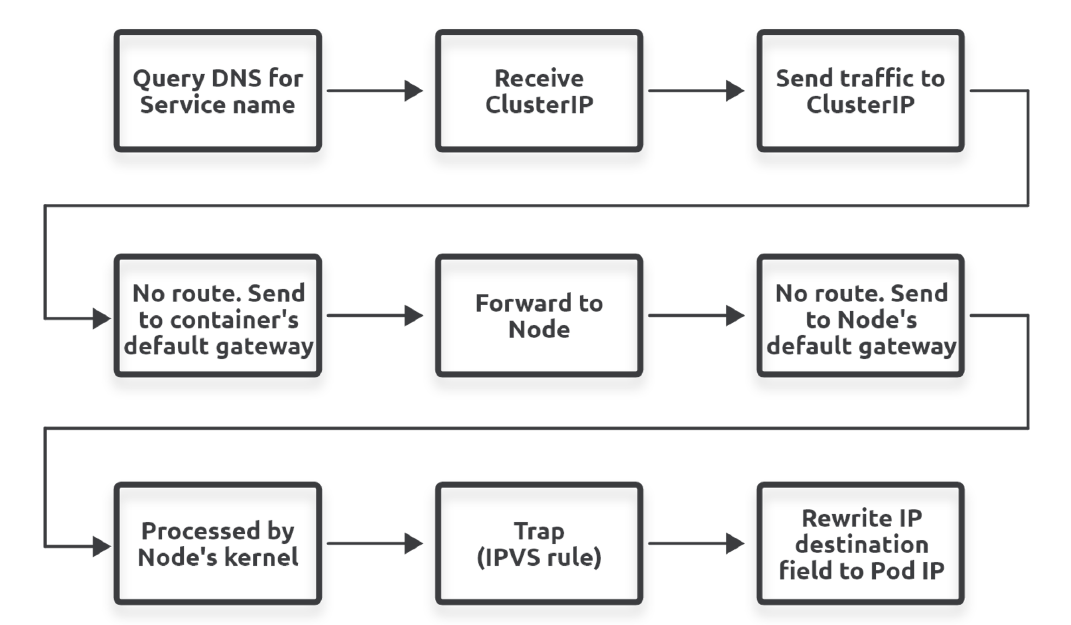 Query DNS for
Service name
Receive
ClusterIP
Send traffic to
ClusterIP
No route. Send
to container's
default gateway
Forward to
Node
No route. Send
to Node's
default gateway
Processed by
Node's kernel
Trap
(IPVS rule)
Rewrite IP
destination
field to Pod IP